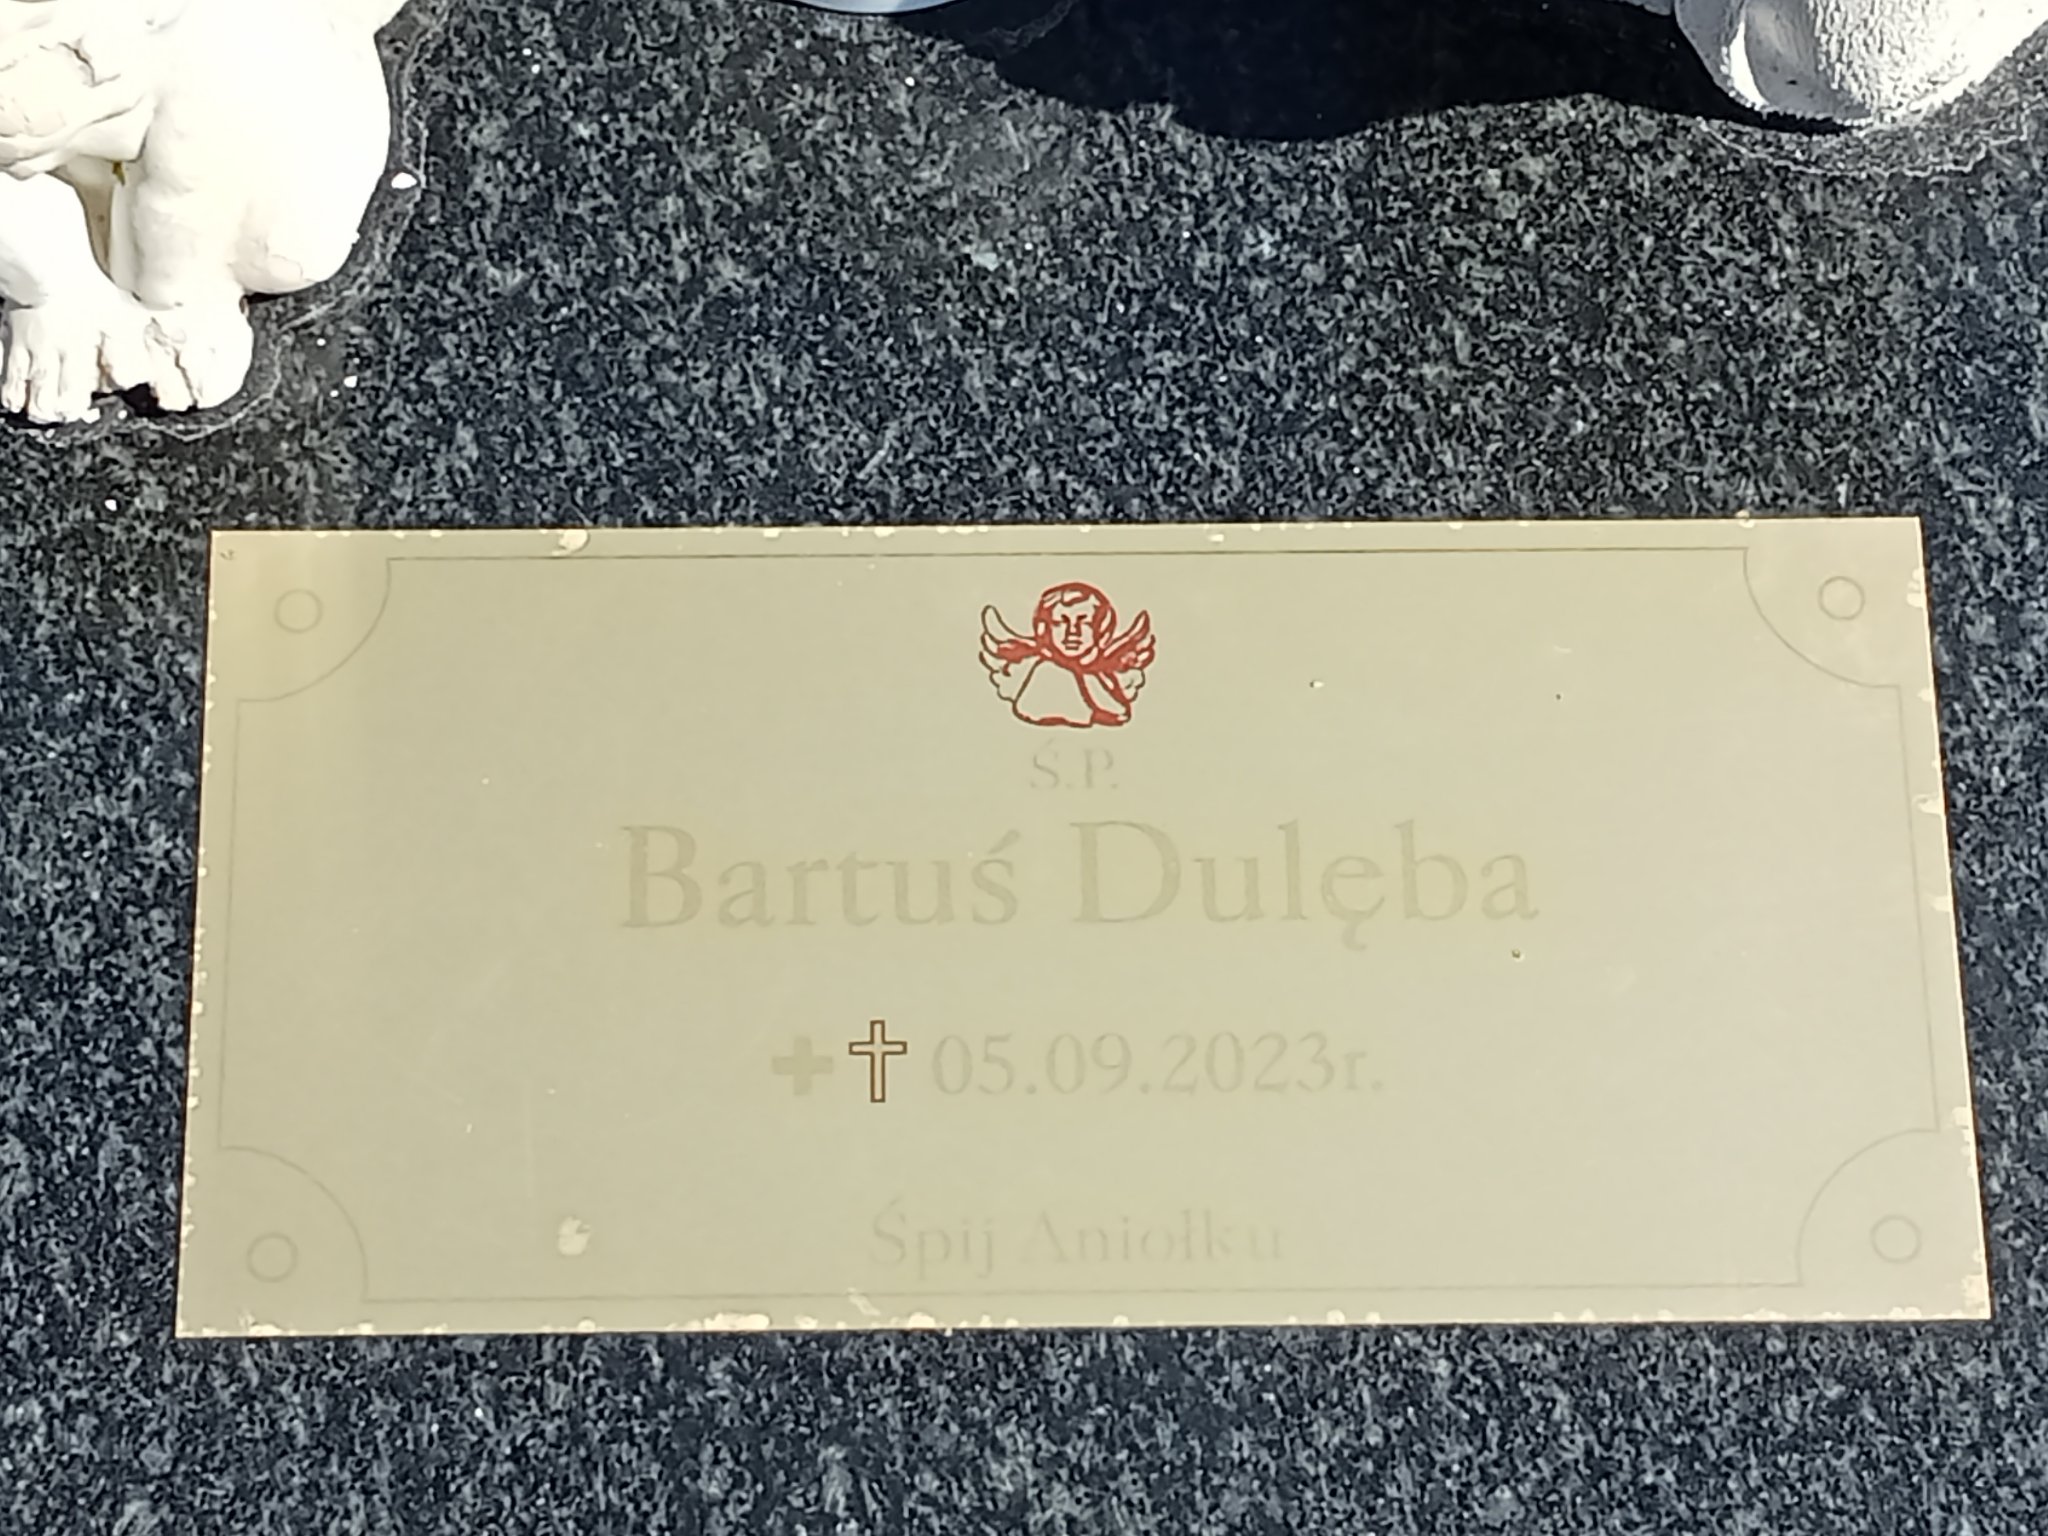 Ś.P.
Bartuś Dulęba
✚ ✝ 05.09.2023r.
Śpij Aniołku